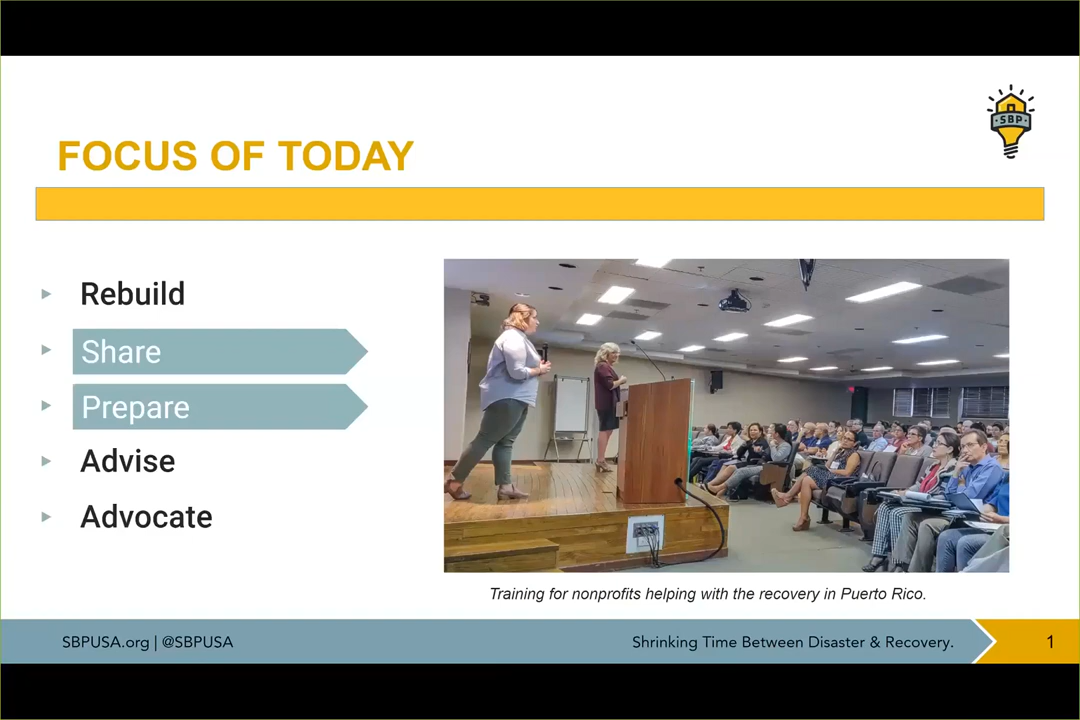 SBP
FOCUS OF TODAY
Rebuild
Share
Prepare
Advise
Advocate
Training for nonprofits helping with the recovery in Puerto Rico.
SBPUSA.org | @SBPUSA
Shrinking Time Between Disaster & Recovery.
1